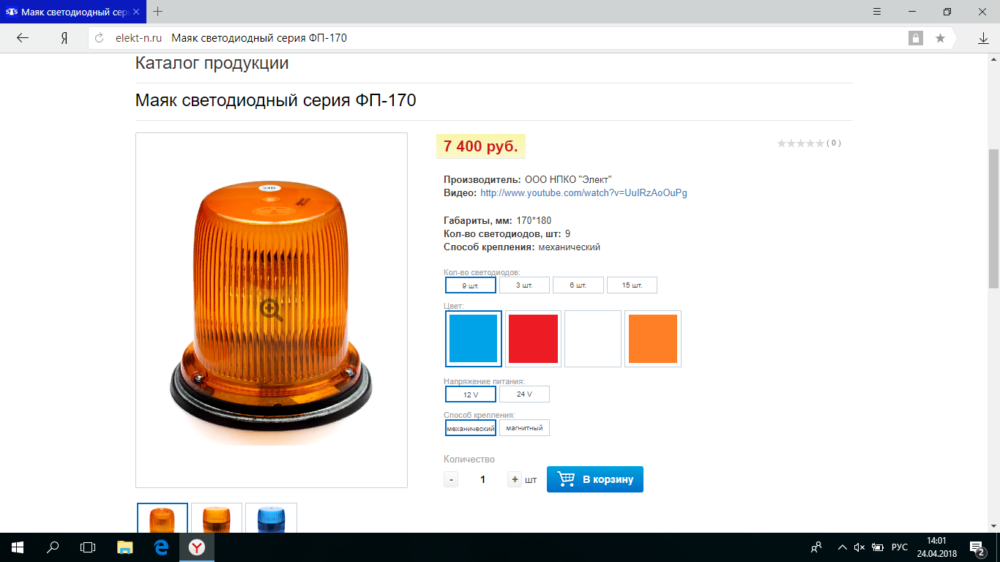 Маяк светодиодный сер
Я
elekt-n.ru Маяк светодиодный серия ФП-170
Каталог продукции
Маяк светодиодный серия ФП-170
7 400 руб.
( 0 )
Производитель: ООО НПКО "Элект"
Видео: http://www.youtube.com/watch?v=UuIRzAoOuPg
Габариты, мм: 170*180
Кол-во светодиодов, шт: 9
Способ крепления: механический
Кол-во светодиодов:
9 шт. 3 шт. 6 шт. 15 шт.
Цвет:
Напряжение питания:
12 V 24 V
Способ крепления:
механический магнитный
Количество
- 1 + шт В корзину
РУС
14:01
24.04.2018
2